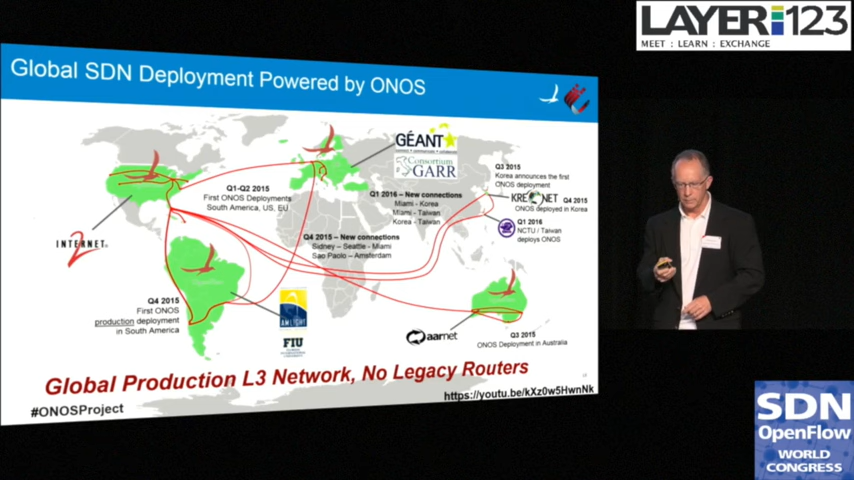 LAYER123
MEET : LEARN : EXCHANGE
Global SDN Deployment Powered by ONOS
GÉANT
Consortium
GARR
Q3 2015
Korea announces the first
ONOS deployment
Q1-Q2 2015
First ONOS Deployments
South America, US, EU
Q1 2016 – New connections
Miami - Korea
Miami - Taiwan
Korea - Taiwan
KREONET
Q4 2015
ONOS deployed in Korea
Q1 2016
NCTU / Taiwan
deploys ONOS
INTERNET
2
Q4 2015 – New connections
Sidney – Seattle - Miami
Sao Paolo – Amsterdam
Q4 2015
First ONOS
production deployment
in South America
AMLIGHT
FIU
aarnet
Q3 2015
ONOS Deployment in Australia
Global Production L3 Network, No Legacy Routers
https://youtu.be/kXz0w5HwnNk
#ONOSProject
SDN
OpenFlow
WORLD
CONGRESS